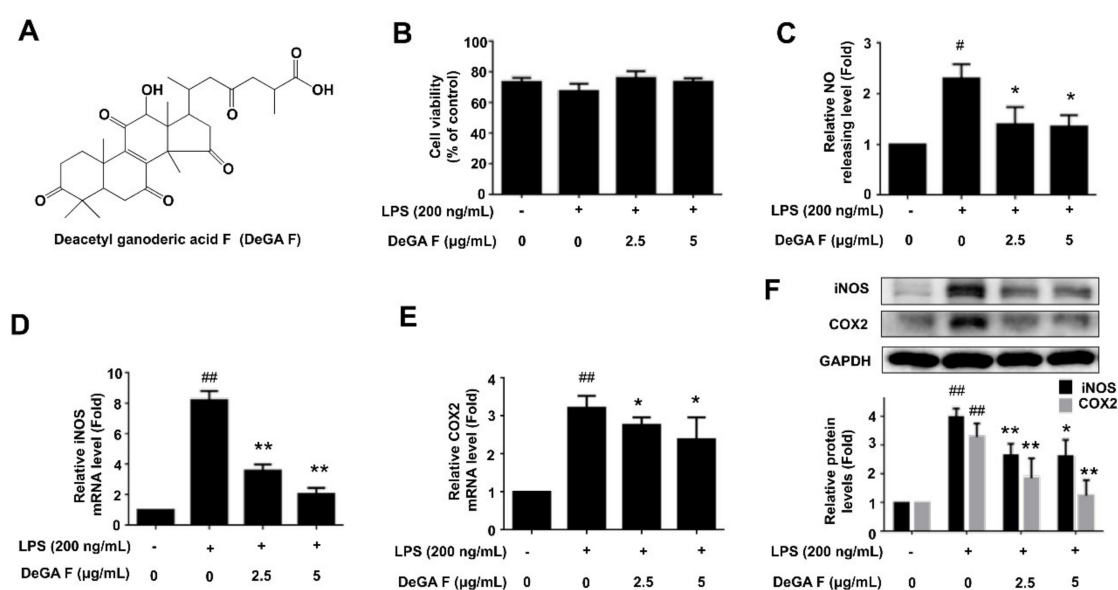 A
O
OH
O
OH
O
O
O
O
O
Deacetyl ganoderic acid F (DeGA F)
B
Cell viability
(% of control)
100
80
60
40
20
0
LPS (200 ng/mL) - + + +
DeGA F (µg/mL) 0 0 2.5 5
C
Relative NO
releasing level (Fold)
3
2
1
0
# * *
LPS (200 ng/mL) - + + +
DeGA F (µg/mL) 0 0 2.5 5
D
Relative iNOS
mRNA level (Fold)
10
8
6
4
2
0
## ** **
LPS (200 ng/mL) - + + +
DeGA F (µg/mL) 0 0 2.5 5
E
Relative COX2
mRNA level (Fold)
4
3
2
1
0
## * *
LPS (200 ng/mL) - + + +
DeGA F (µg/mL) 0 0 2.5 5
F
iNOS
COX2
GAPDH
iNOS
COX2
Relative protein
levels (Fold)
4
3
2
1
0
## ## ** ** * **
LPS (200 ng/mL) - + + +
DeGA F (µg/mL) 0 0 2.5 5